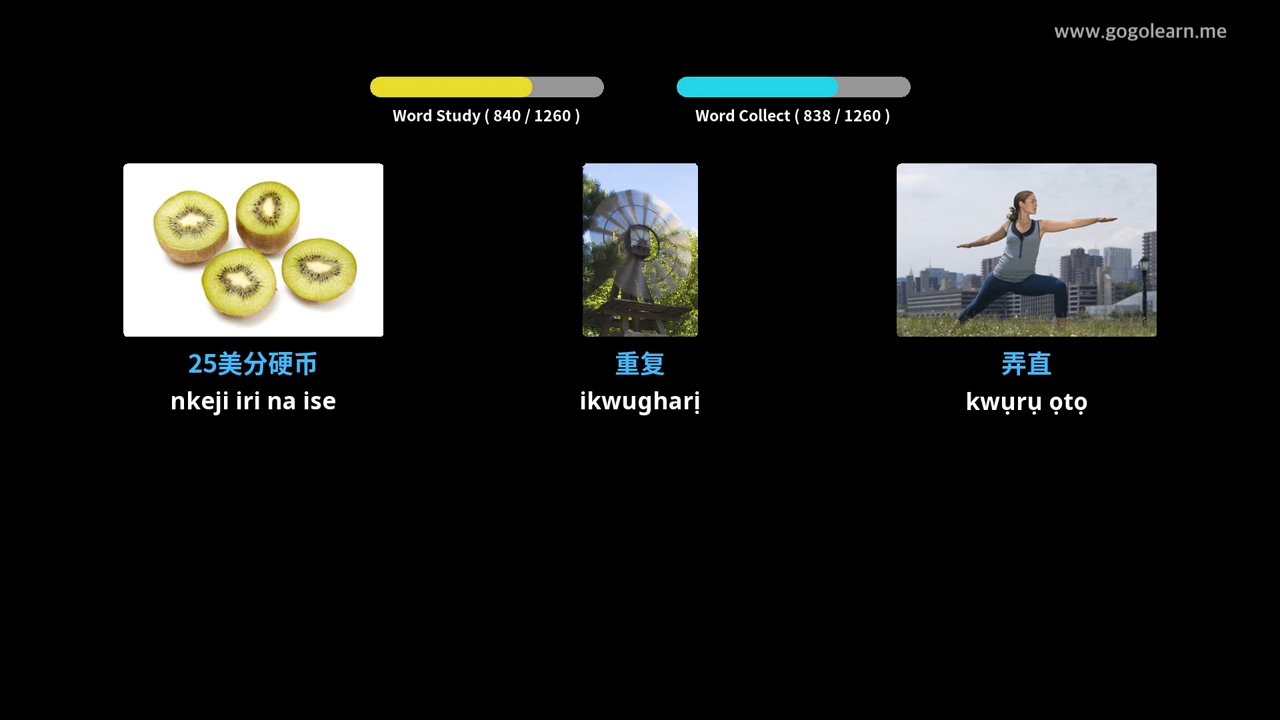 www.gogolearn.me
Word Study ( 840 / 1260 )
Word Collect ( 838 / 1260 )
25美分硬币
nkeji iri na ise
重复
ikwugharị
弄直
kwụrụ ọtọ